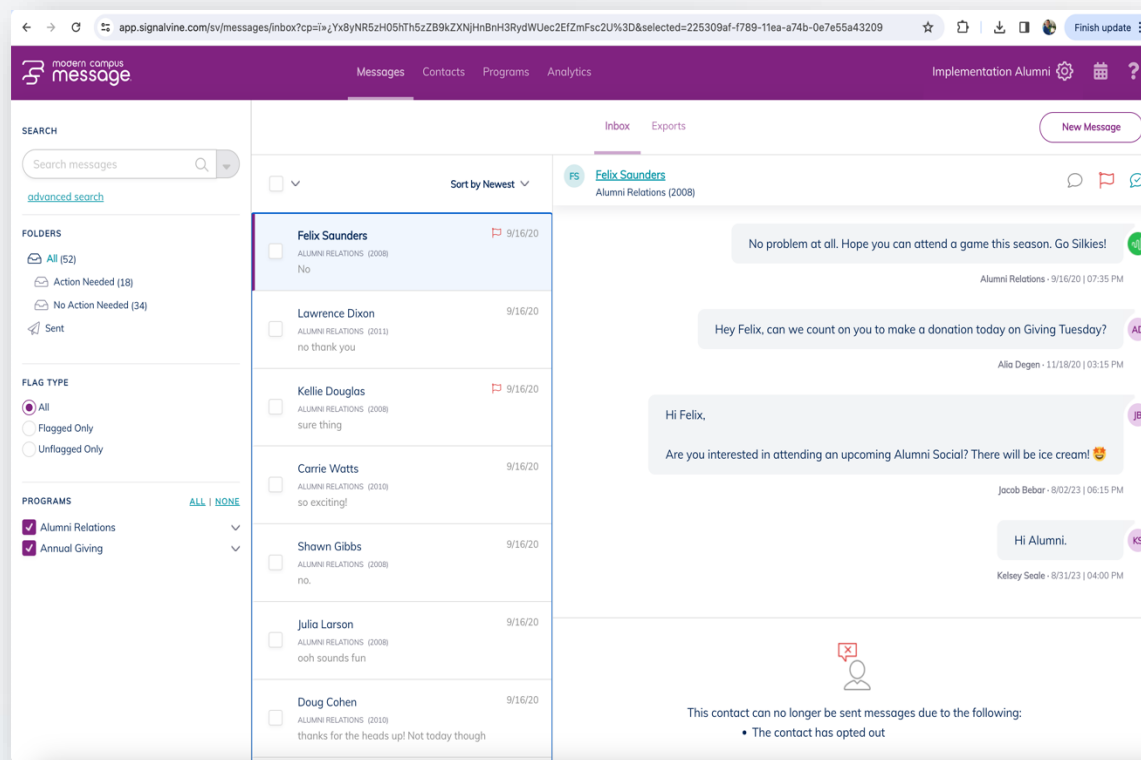 app.signalvine.com/sv/messages/inbox?cp=ï»¿Yx8yNR5zH05hTh5zZB9kZXNjHnBnH3RydWUec2EfZmFsc2U%3D&selected=225309af-f789-11ea-a74b-0e7e55a43209
Finish update
modern campus
message
Messages Contacts Programs Analytics
Implementation Alumni
?
SEARCH
Search messages
advanced search
FOLDERS
All (52)
Action Needed (18)
No Action Needed (34)
Sent
FLAG TYPE
All
Flagged Only
Unflagged Only
PROGRAMS ALL | NONE
Alumni Relations
Annual Giving
Inbox Exports
New Message
Sort by Newest
Felix Saunders 9/16/20
ALUMNI RELATIONS (2008)
No
Lawrence Dixon 9/16/20
ALUMNI RELATIONS (2011)
no thank you
Kellie Douglas 9/16/20
ALUMNI RELATIONS (2008)
sure thing
Carrie Watts 9/16/20
ALUMNI RELATIONS (2010)
so exciting!
Shawn Gibbs 9/16/20
ALUMNI RELATIONS (2008)
no.
Julia Larson 9/16/20
ALUMNI RELATIONS (2008)
ooh sounds fun
Doug Cohen 9/16/20
ALUMNI RELATIONS (2010)
thanks for the heads up! Not today though
FS Felix Saunders
Alumni Relations (2008)
No problem at all. Hope you can attend a game this season. Go Silkies!
Alumni Relations - 9/16/20 | 07:35 PM
Hey Felix, can we count on you to make a donation today on Giving Tuesday? AD
Alia Degen - 11/18/20 | 03:15 PM
Hi Felix, JB
Are you interested in attending an upcoming Alumni Social? There will be ice cream! 🤩
Jacob Bebar - 8/02/23 | 06:15 PM
Hi Alumni. KS
Kelsey Seale - 8/31/23 | 04:00 PM
This contact can no longer be sent messages due to the following:
• The contact has opted out